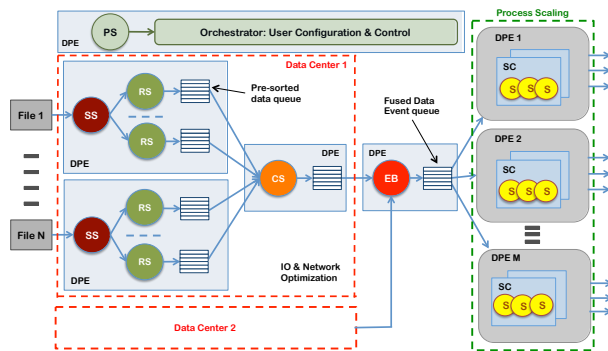 Process Scaling
PS
Orchestrator: User Configuration & Control
DPE
Data Center 1
DPE 1
SC
S S S
RS
Pre-sorted
data queue
Fused Data
Event queue
File 1
SS
RS
DPE
DPE
DPE
DPE 2
SC
S S S
CS
EB
RS
File N
SS
RS
DPE
IO & Network
Optimization
DPE M
SC
S S S
Data Center 2